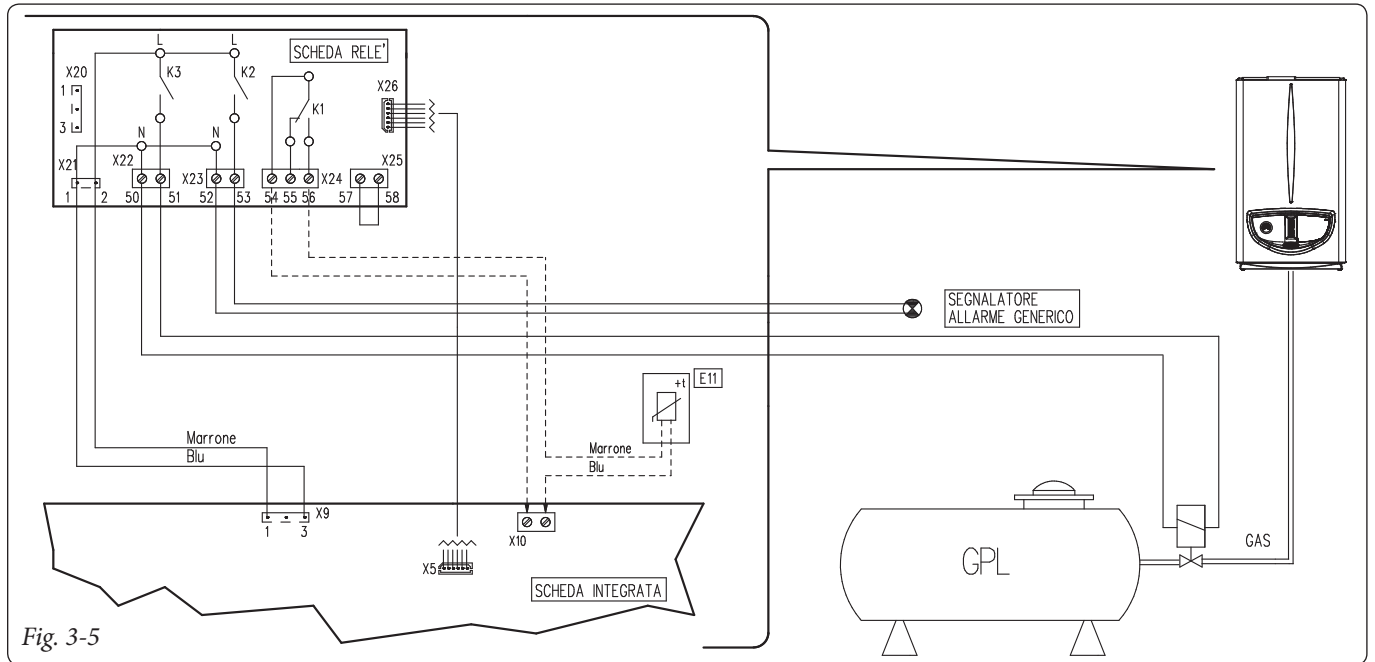 L L
SCHEDA RELE'
X20
K3 K2
X26
1
K1
3
N N
X21 X22 X23 X24 X25
1 2 50 51 52 53 54 55 56 57 58
SEGNALATORE
ALLARME GENERICO
+t E11
Marrone
Blu
Marrone
Blu
X9
1 3
X10
X5
SCHEDA INTEGRATA
GPL
GAS
Fig. 3-5